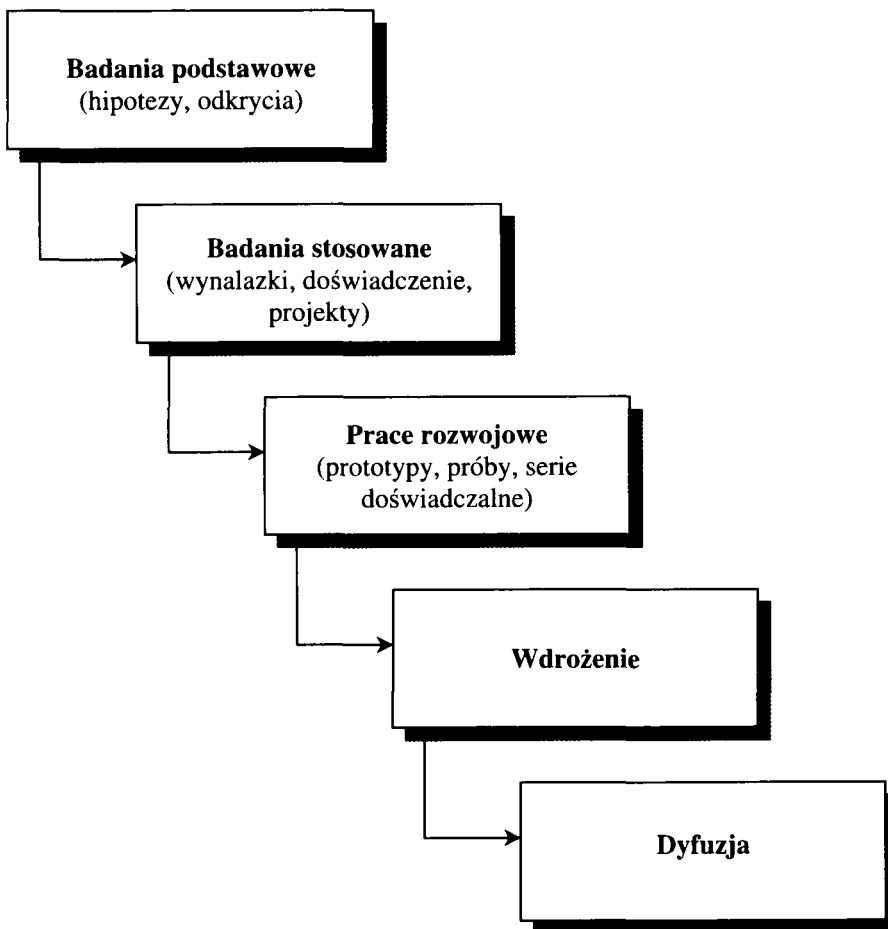 Badania podstawowe
(hipotezy, odkrycia)
Badania stosowane
(wynalazki, doświadczenie,
projekty)
Prace rozwojowe
(prototypy, próby, serie
doświadczalne)
Wdrożenie
Dyfuzja